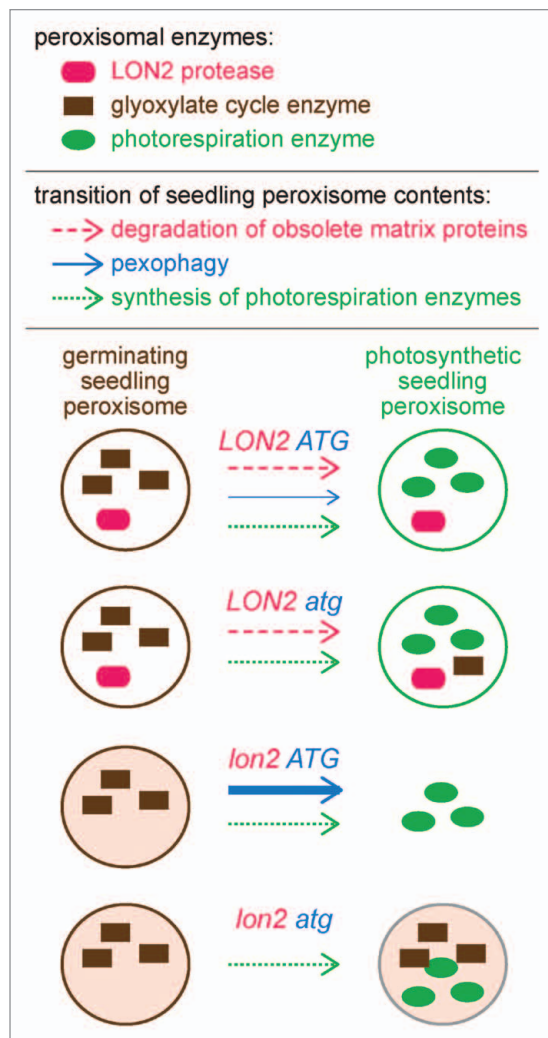 peroxisomal enzymes:
LON2 protease
glyoxylate cycle enzyme
photorespiration enzyme
transition of seedling peroxisome contents:
degradation of obsolete matrix proteins
pexophagy
synthesis of photorespiration enzymes
germinating
seedling
peroxisome
photosynthetic
seedling
peroxisome
LON2 ATG
LON2 atg
lon2 ATG
lon2 atg